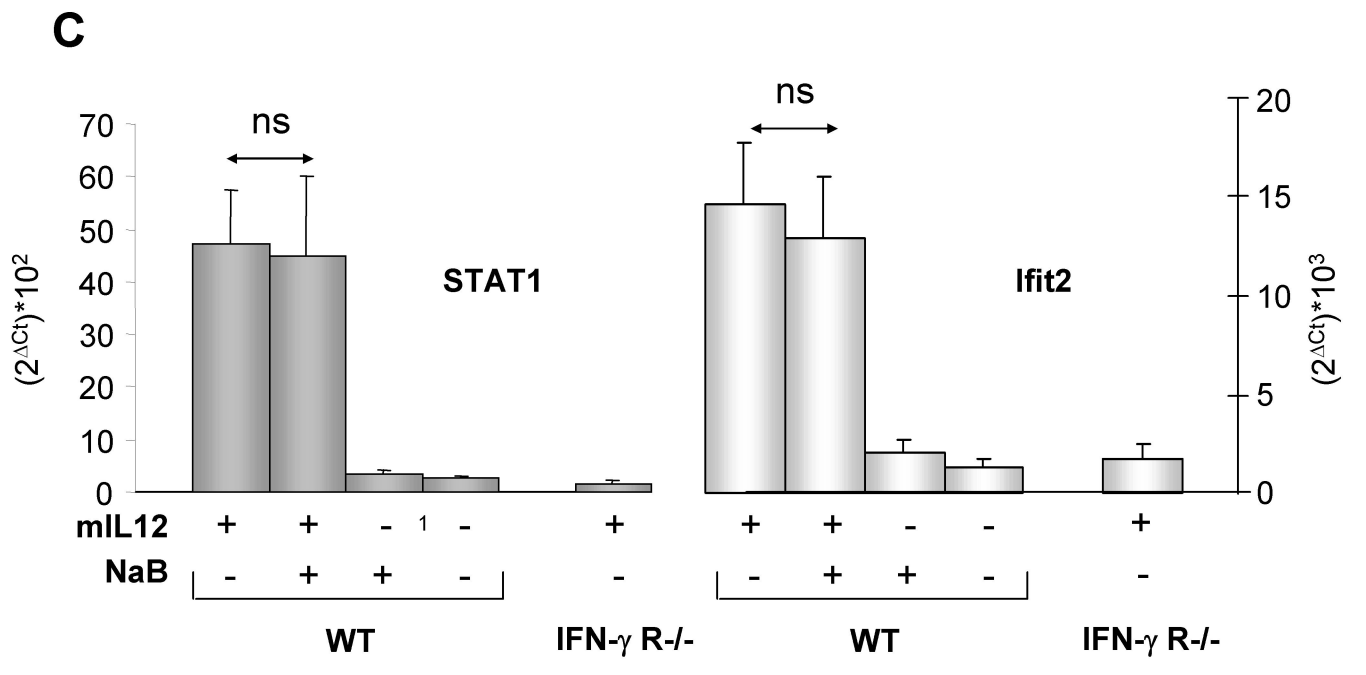 C
ns
ns
70
60
50
40
30
20
10
0
(2^ΔCt)*10^2
STAT1
Ifit2
20
15
10
5
0
(2^ΔCt)*10^3
mIL12 + + - 1 - + + + - - +
NaB - + + - - - + + - -
WT IFN-γ R-/- WT IFN-γ R-/-